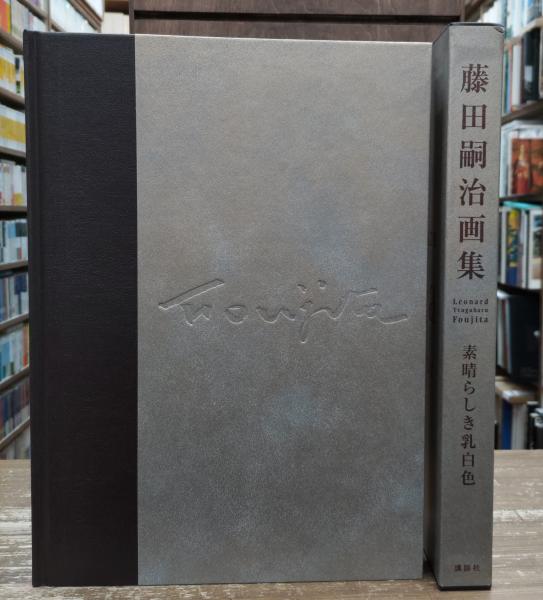 T Foujita
藤田嗣治画集
Léonard
Tsuguharu
Foujita
素晴らしき乳白色
講談社